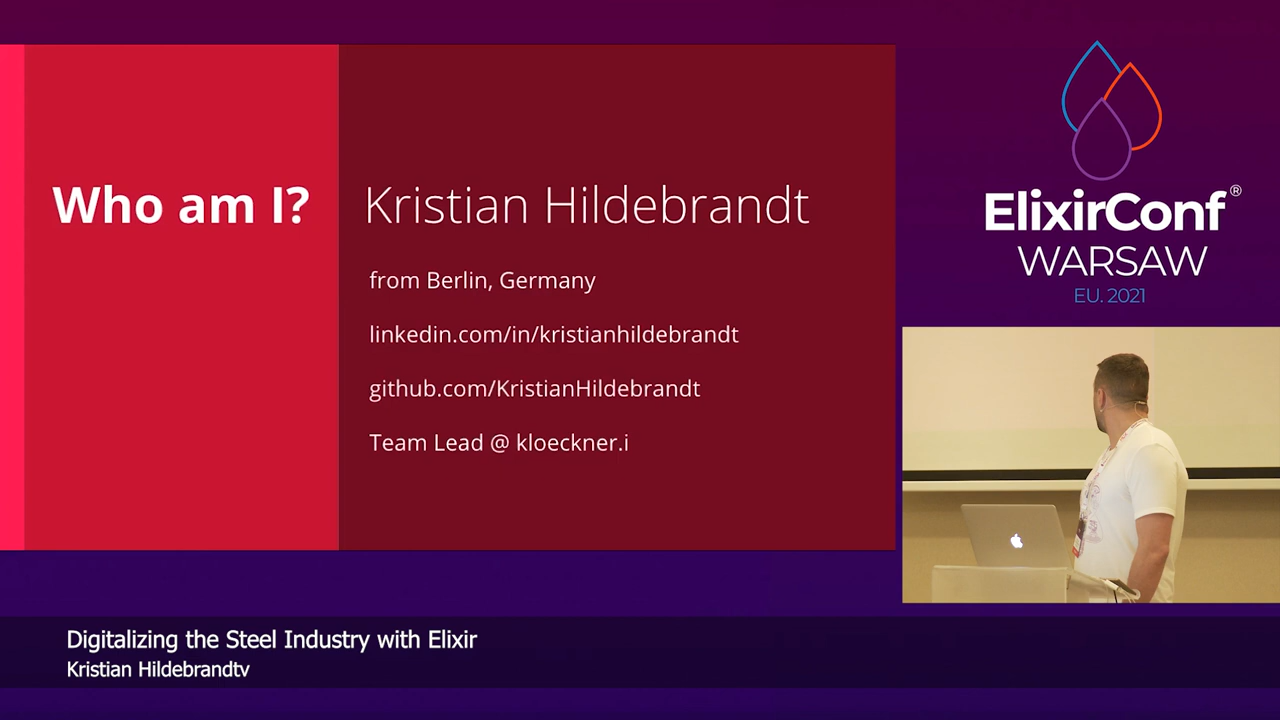 Who am I?
Kristian Hildebrandt
from Berlin, Germany
linkedin.com/in/kristianhildebrandt
github.com/KristianHildebrandt
Team Lead @ kloeckner.i
ElixirConf®
WARSAW
EU. 2021
Digitalizing the Steel Industry with Elixir
Kristian Hildebrandtv